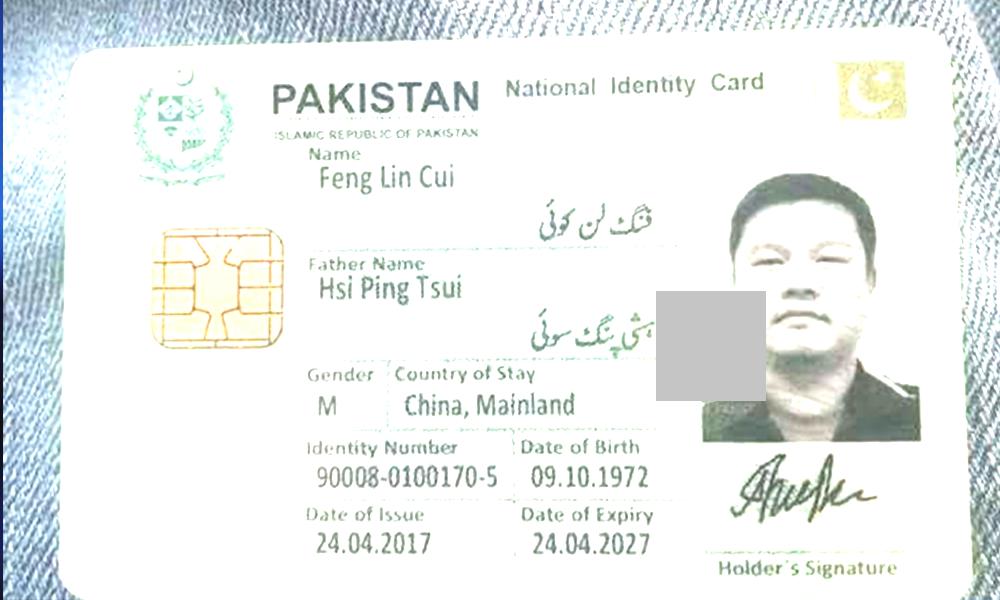 PAKISTAN National Identity Card
ISLAMIC REPUBLIC OF PAKISTAN
Name
Feng Lin Cui
فنگ لن کوئی
Father Name
Hsi Ping Tsui
ہشی پنگ سوئی
Gender Country of Stay
M China, Mainland
Identity Number Date of Birth
90008-0100170-5 09.10.1972
Date of Issue Date of Expiry
24.04.2017 24.04.2027
Holder's Signature